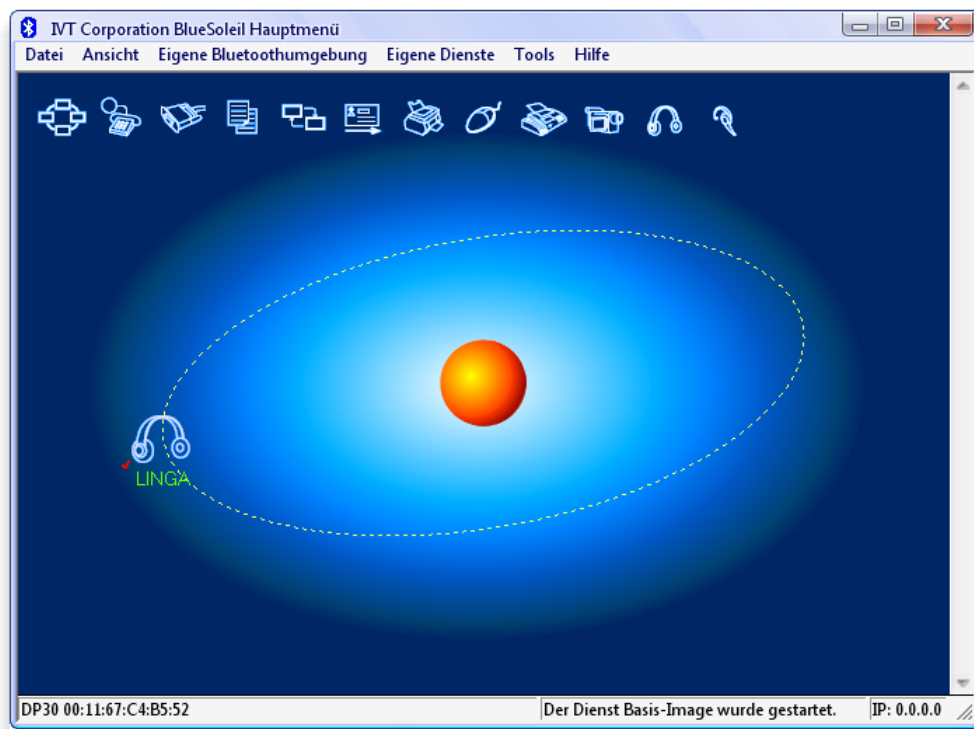 IVT Corporation BlueSoleil Hauptmenü
Datei Ansicht Eigene Bluetoothumgebung Eigene Dienste Tools Hilfe
LINGA
DP30 00:11:67:C4:B5:52 Der Dienst Basis-Image wurde gestartet. IP: 0.0.0.0